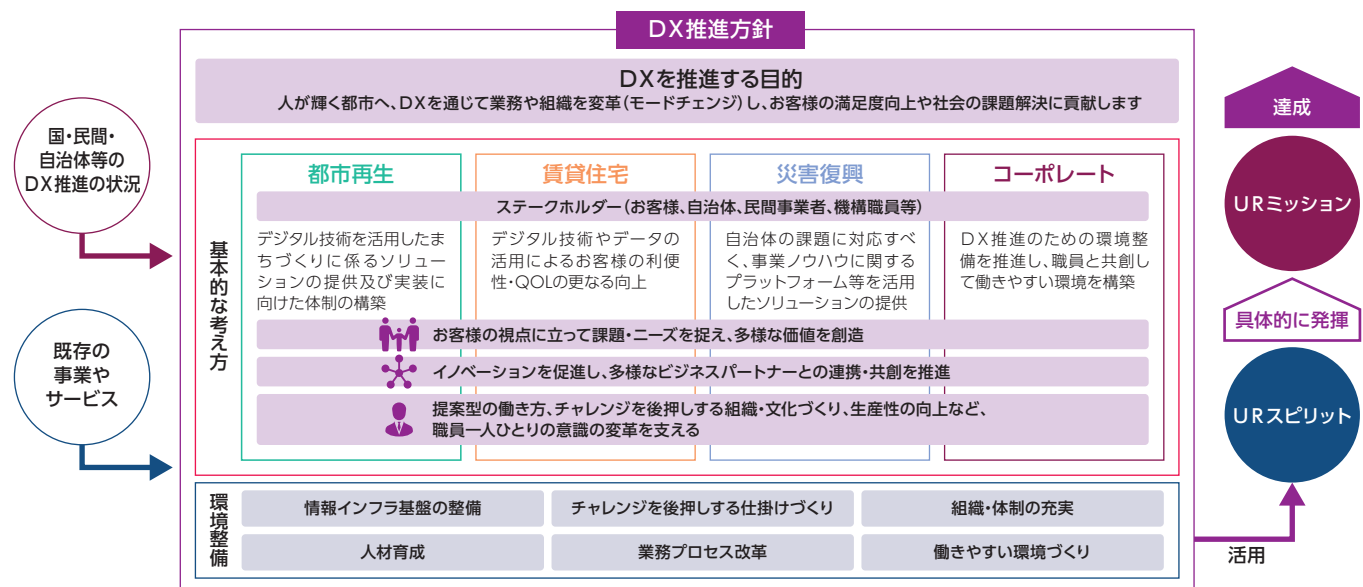 DX推進方針
DXを推進する目的
人が輝く都市へ、DXを通じて業務や組織を変革(モードチェンジ)し、お客様の満足度向上や社会の課題解決に貢献します
国・民間・
自治体等の
DX推進の状況
既存の
事業や
サービス
基本的な考え方
都市再生
賃貸住宅
災害復興
コーポレート
ステークホルダー(お客様、自治体、民間事業者、機構職員等)
デジタル技術を活用したま
ちづくりに係るソリュー
ションの提供及び実装に
向けた体制の構築
デジタル技術やデータの
活用によるお客様の利便
性・QOLの更なる向上
自治体の課題に対応すべ
く、事業ノウハウに関する
プラットフォーム等を活用
したソリューションの提供
DX推進のための環境整
備を推進し、職員と共創し
て働きやすい環境を構築
お客様の視点に立って課題・ニーズを捉え、多様な価値を創造
イノベーションを促進し、多様なビジネスパートナーとの連携・共創を推進
提案型の働き方、チャレンジを後押しする組織・文化づくり、生産性の向上など、
職員一人ひとりの意識の変革を支える
環境整備
情報インフラ基盤の整備
チャレンジを後押しする仕掛けづくり
組織・体制の充実
人材育成
業務プロセス改革
働きやすい環境づくり
達成
URミッション
具体的に発揮
URスピリット
活用